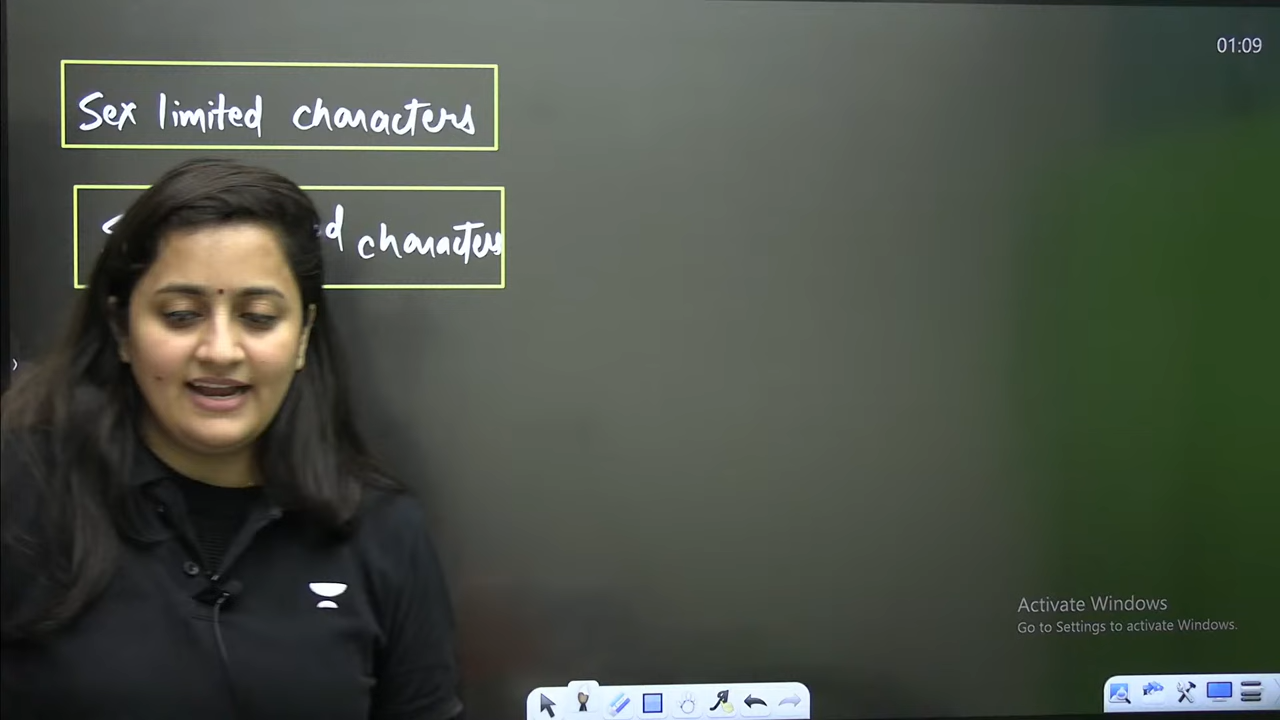 01:09
Sex limited characters
characters
Activate Windows
Go to Settings to activate Windows.